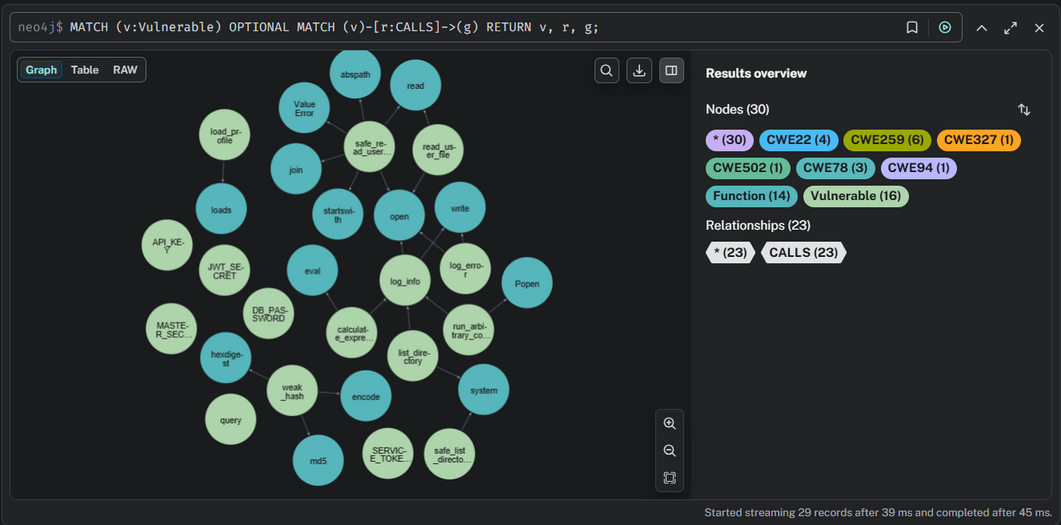 neo4j$ MATCH (v:Vulnerable) OPTIONAL MATCH (v)-[r:CALLS]->(g) RETURN v, r, g;
Graph Table RAW
abspath
read
Value
Error
load_pr-
ofile
safe_re-
ad_user...
read_us-
er_file
join
loads
startswi-
th
open
write
API_KE-
Y
JWT_SE-
CRET
eval
log_info
log_erro-
r
Popen
DB_PAS-
SWORD
MASTE-
R_SEC...
calculat-
e_expre...
run_arbi-
trary_co...
hexdige-
st
list_dire-
ctory
weak
_hash
encode
system
query
md5
SERVIC-
E_TOKE...
safe_list
_directo...
Results overview
Nodes (30)
* (30) CWE22 (4) CWE259 (6) CWE327 (1)
CWE502 (1) CWE78 (3) CWE94 (1)
Function (14) Vulnerable (16)
Relationships (23)
* (23) CALLS (23)
Started streaming 29 records after 39 ms and completed after 45 ms.